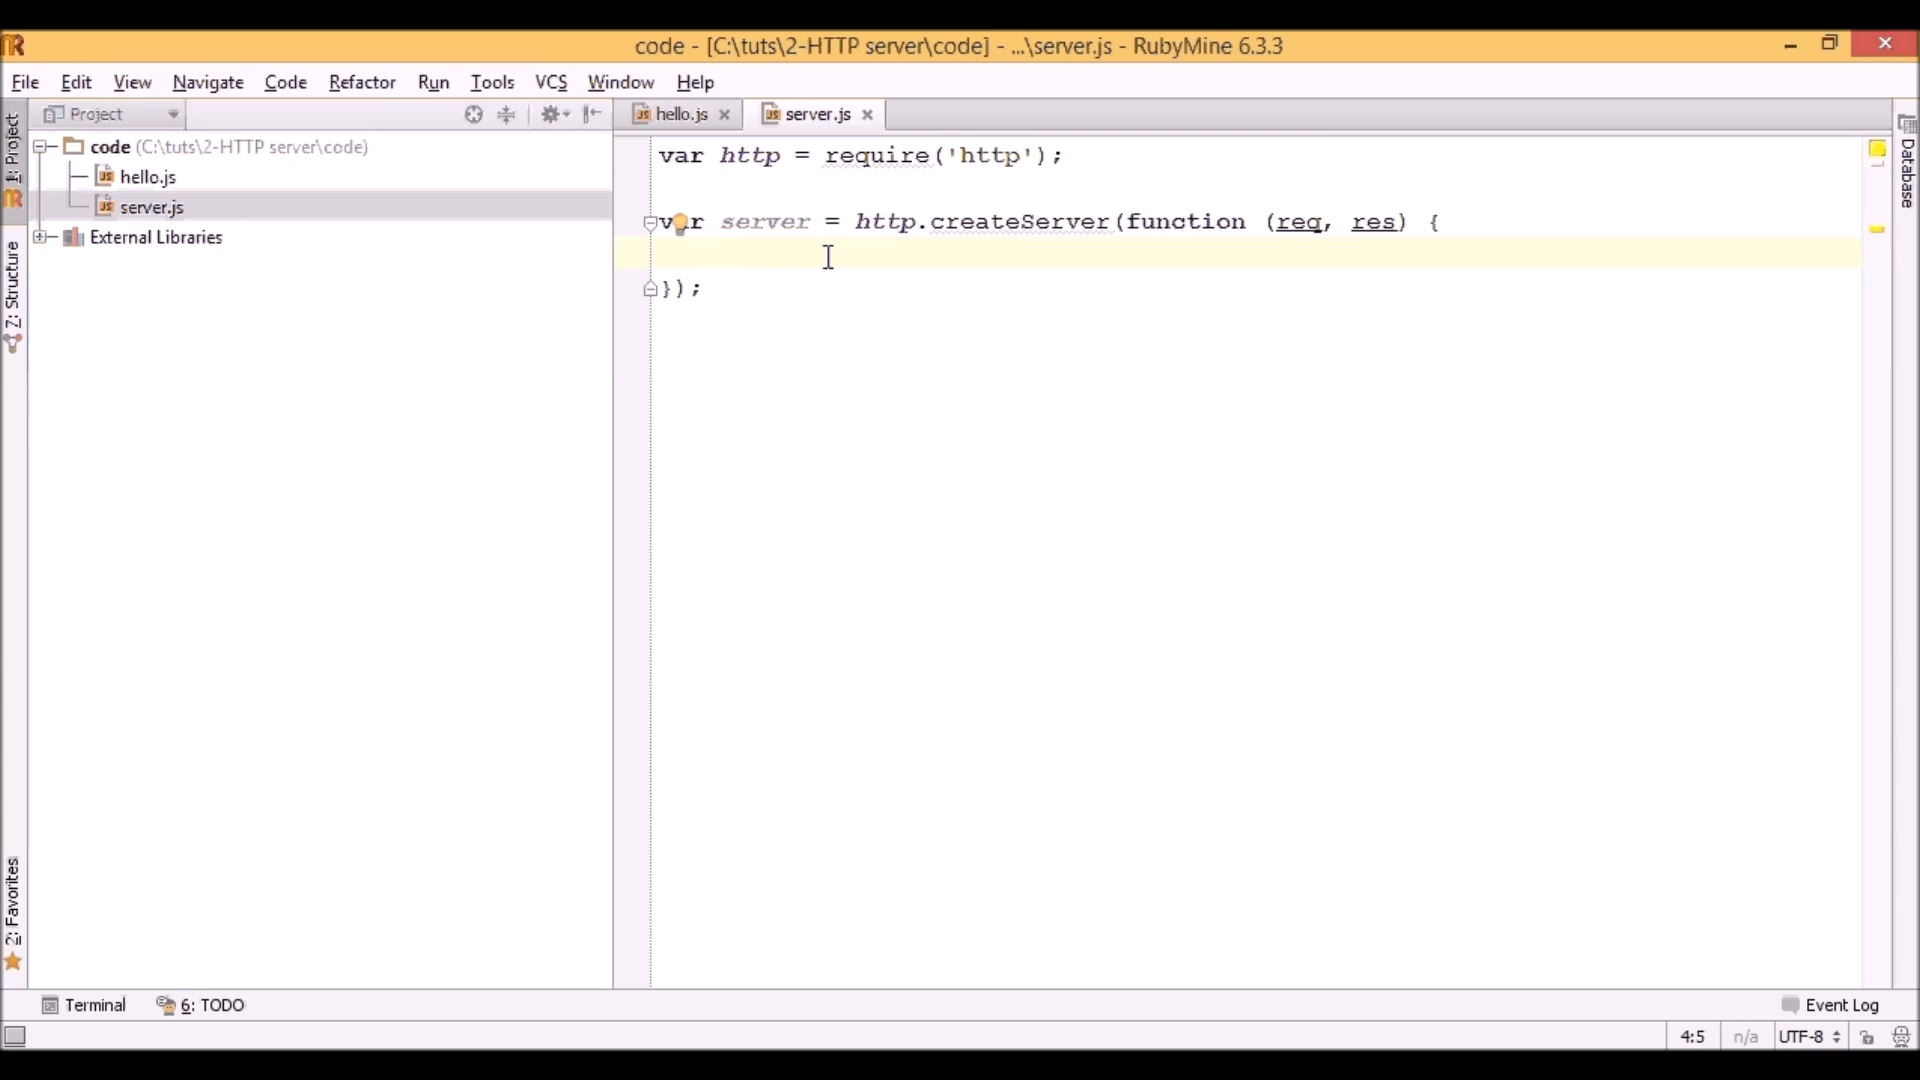 code - [C:\tuts\2-HTTP server\code] - ...\server.js - RubyMine 6.3.3
File Edit View Navigate Code Refactor Run Tools VCS Window Help
Project
hello.js
server.js
1: Project
code (C:\tuts\2-HTTP server\code)
hello.js
server.js
External Libraries
Z: Structure
2: Favorites
var http = require('http');
var server = http.createServer(function (req, res) {
});
Database
Terminal
6: TODO
Event Log
4:5
n/a
UTF-8